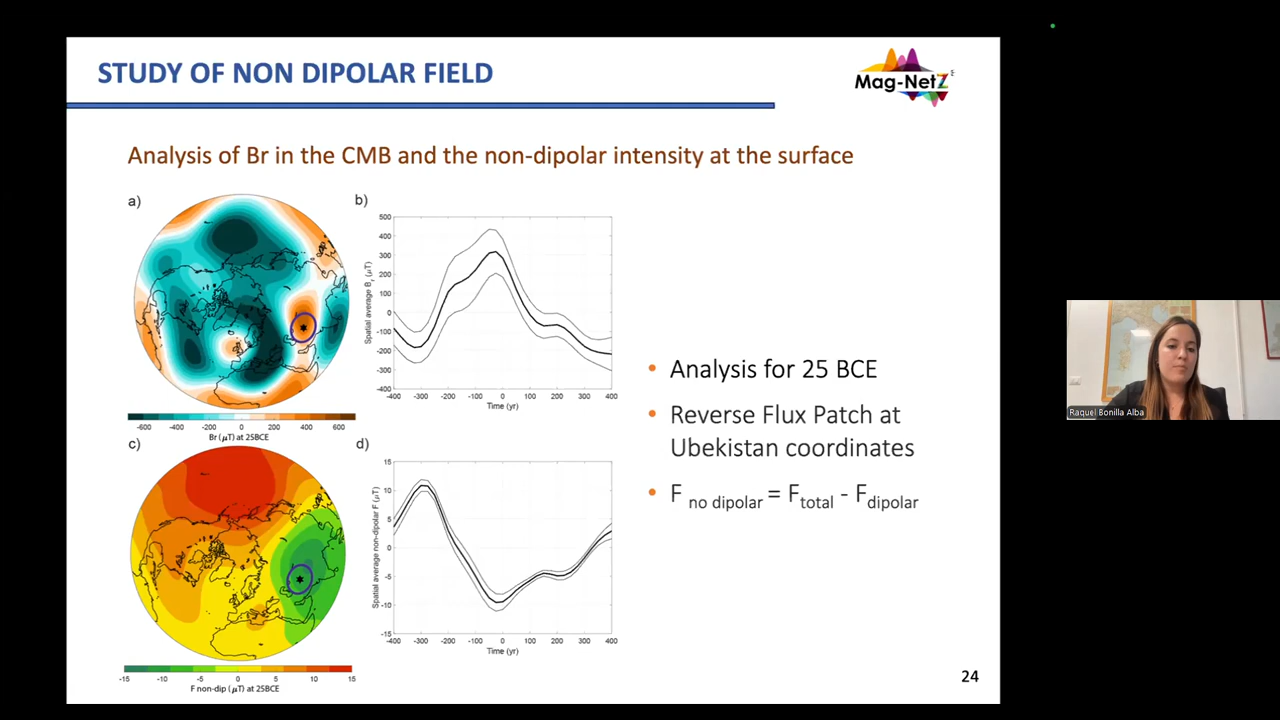 STUDY OF NON DIPOLAR FIELD
Mag-NetZ
Analysis of Br in the CMB and the non-dipolar intensity at the surface
a)
b)
500
400
300
200
100
0
-100
-200
-300
-400
Spatial average Br (μT)
-400 -300 -200 -100 0 100 200 300 400
Time (yr)
-600 -400 -200 0 200 400 600
Br (μT) at 25BCE
c)
d)
15
10
5
0
-5
-10
-15
Spatial average non-dipole F (μT)
-400 -300 -200 -100 0 100 200 300 400
Time (yr)
-15 -10 -5 0 5 10 15
F non-dip (μT) at 25BCE
• Analysis for 25 BCE
• Reverse Flux Patch at
Ubekistan coordinates
• F no dipolar = Ftotal - Fdipolar
24
Raquel Bonilla Alba